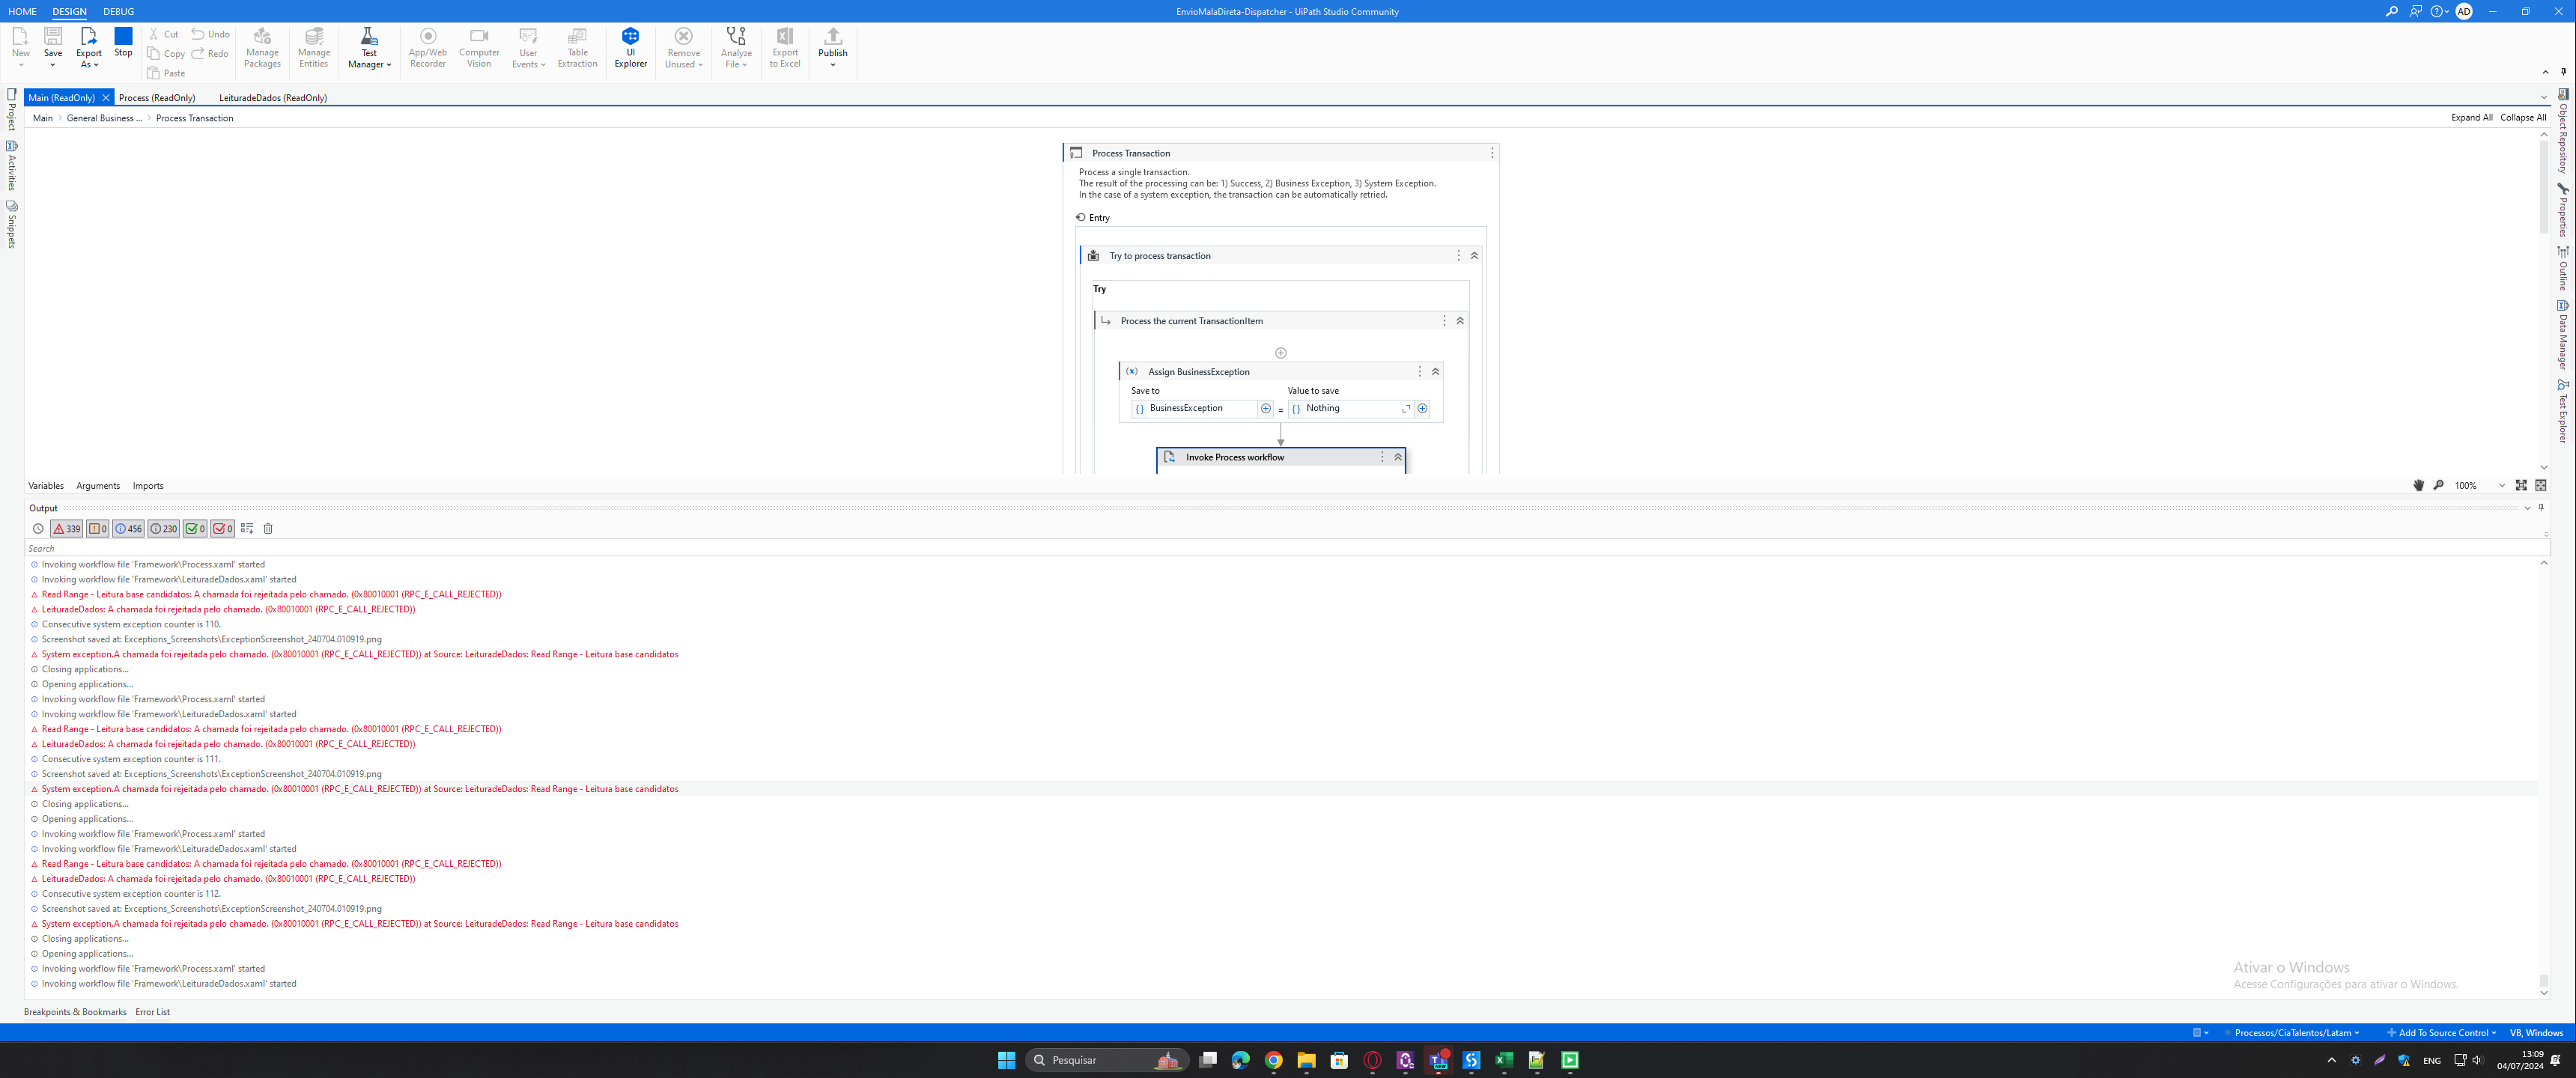 HOME DESIGN DEBUG
EnvioMalaDireta-Dispatcher - UiPath Studio Community
AD
New
Save
Export As
Stop
Cut
Copy
Paste
Undo
Redo
Manage Packages
Manage Entities
Test Manager
App/Web Recorder
Computer Vision
User Events
Table Extraction
UI Explorer
Remove Unused
Analyze File
Export to Excel
Publish
Project
Activities
Snippets
Main (ReadOnly) Process (ReadOnly) LeituradeDados (ReadOnly)
Main > General Business ... > Process Transaction
Expand All Collapse All
Object Repository
Properties
Outline
Data Manager
Test Explorer
Process Transaction
Process a single transaction.
The result of the processing can be: 1) Success, 2) Business Exception, 3) System Exception.
In the case of a system exception, the transaction can be automatically retried.
Entry
Try to process transaction
Try
Process the current TransactionItem
Assign BusinessException
Save to Value to save
BusinessException = Nothing
Invoke Process workflow
Variables Arguments Imports
100%
Output
339 0 456 230 0 0
Search
Invoking workflow file 'Framework\Process.xaml' started
Invoking workflow file 'Framework\LeituradeDados.xaml' started
Read Range - Leitura base candidatos: A chamada foi rejeitada pelo chamado. (0x80010001 (RPC_E_CALL_REJECTED))
LeituradeDados: A chamada foi rejeitada pelo chamado. (0x80010001 (RPC_E_CALL_REJECTED))
Consecutive system exception counter is 110.
Screenshot saved at: Exceptions_Screenshots\ExceptionScreenshot_240704.010919.png
System exception.A chamada foi rejeitada pelo chamado. (0x80010001 (RPC_E_CALL_REJECTED)) at Source: LeituradeDados: Read Range - Leitura base candidatos
Closing applications...
Opening applications...
Invoking workflow file 'Framework\Process.xaml' started
Invoking workflow file 'Framework\LeituradeDados.xaml' started
Read Range - Leitura base candidatos: A chamada foi rejeitada pelo chamado. (0x80010001 (RPC_E_CALL_REJECTED))
LeituradeDados: A chamada foi rejeitada pelo chamado. (0x80010001 (RPC_E_CALL_REJECTED))
Consecutive system exception counter is 111.
Screenshot saved at: Exceptions_Screenshots\ExceptionScreenshot_240704.010919.png
System exception.A chamada foi rejeitada pelo chamado. (0x80010001 (RPC_E_CALL_REJECTED)) at Source: LeituradeDados: Read Range - Leitura base candidatos
Closing applications...
Opening applications...
Invoking workflow file 'Framework\Process.xaml' started
Invoking workflow file 'Framework\LeituradeDados.xaml' started
Read Range - Leitura base candidatos: A chamada foi rejeitada pelo chamado. (0x80010001 (RPC_E_CALL_REJECTED))
LeituradeDados: A chamada foi rejeitada pelo chamado. (0x80010001 (RPC_E_CALL_REJECTED))
Consecutive system exception counter is 112.
Screenshot saved at: Exceptions_Screenshots\ExceptionScreenshot_240704.010919.png
System exception.A chamada foi rejeitada pelo chamado. (0x80010001 (RPC_E_CALL_REJECTED)) at Source: LeituradeDados: Read Range - Leitura base candidatos
Closing applications...
Opening applications...
Invoking workflow file 'Framework\Process.xaml' started
Invoking workflow file 'Framework\LeituradeDados.xaml' started
Ativar o Windows
Acesse Configurações para ativar o Windows.
Breakpoints & Bookmarks Error List
Processos/CiaTalentos/Latam Add To Source Control VB, Windows
Pesquisar
ENG
13:09
04/07/2024